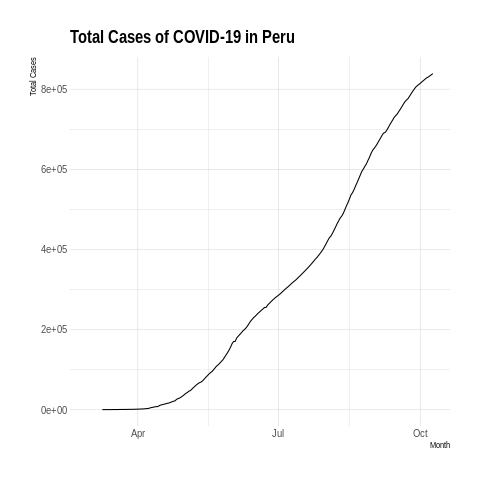 Total Cases of COVID-19 in Peru
Total Cases
8e+05
6e+05
4e+05
2e+05
0e+00
Apr
Jul
Oct
Month